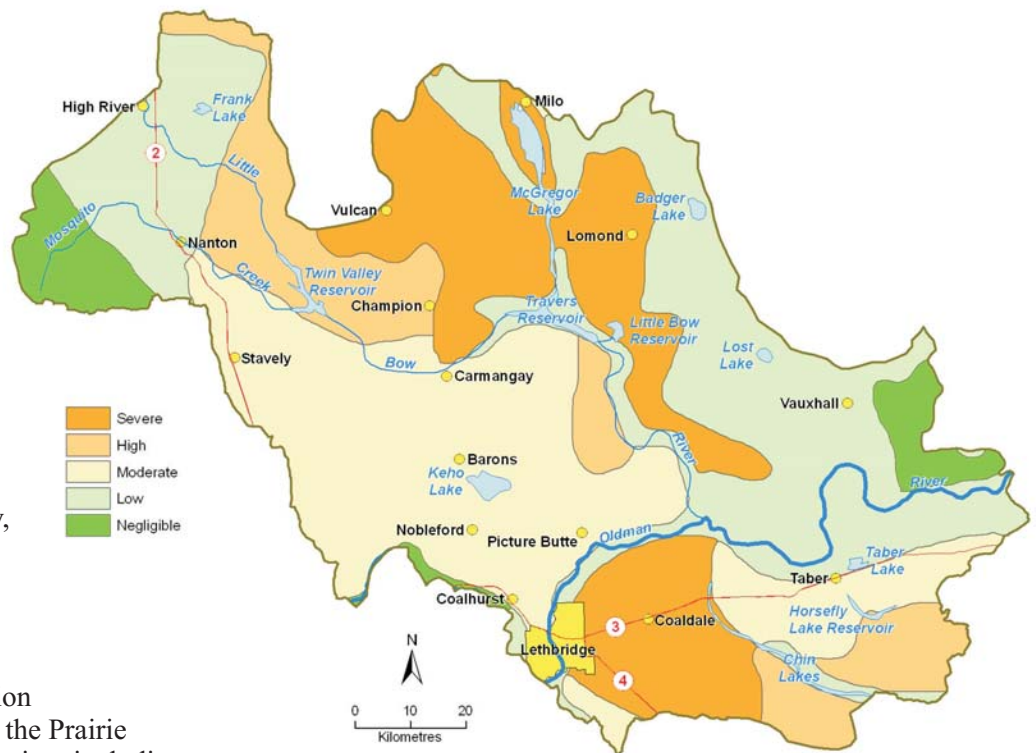 High River
Frank
Lake
2
Little
Mosquito
Nanton
Creek
Twin Valley
Reservoir
Vulcan
Champion
Milo
McGregor
Lake
Lomond
Badger
Lake
Travers
Reservoir
Little Bow
Reservoir
Lost
Lake
Stavely
Bow
Carmangay
Vauxhall
Severe
High
Moderate
Low
Negligible
Barons
Keho
Lake
River
River
Nobleford
Picture Butte
Oldman
Taber
Taber
Lake
Coalhurst
Horsefly
Lake Reservoir
3
Coaldale
Lethbridge
4
Chin
Lakes
N
0 10 20
Kilometres
the Prairie